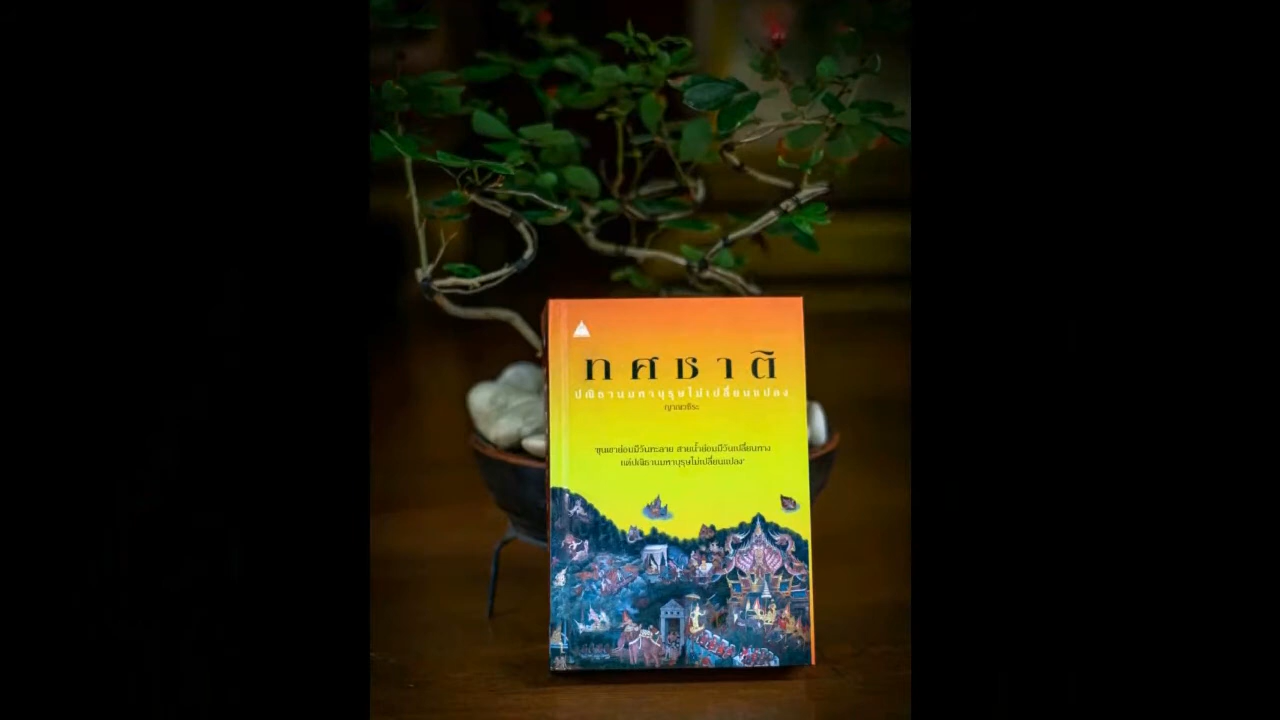 ทศชาติ
ปณิธานมหาบุรุษไม่เปลี่ยนแปลง
ญาณวชิระ
"ขุนเขาย่อมมีวันทะลาย สายน้ำย่อมมีวันเปลี่ยนทาง
แต่ปณิธานมหาบุรุษไม่เปลี่ยนแปลง"